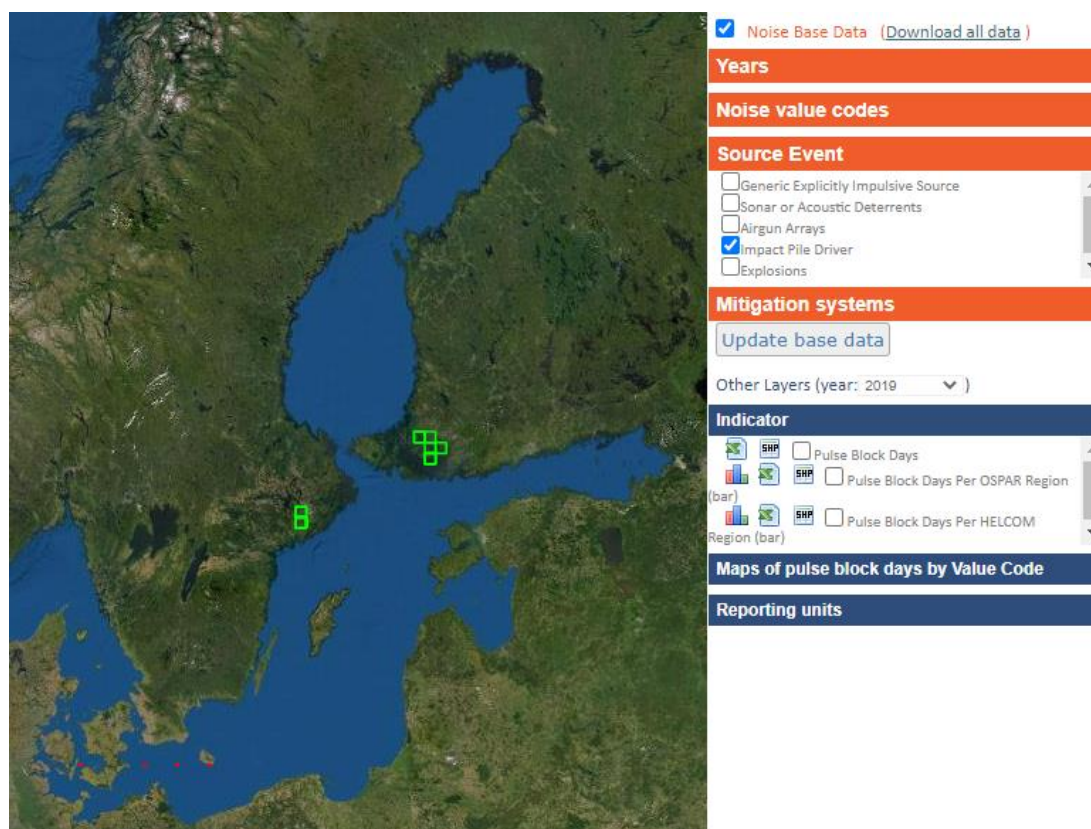 Noise Base Data (Download all data )
Years
Noise value codes
Source Event
Generic Explicitly Impulsive Source
Sonar or Acoustic Deterrents
Airgun Arrays
Impact Pile Driver
Explosions
Mitigation systems
Update base data
Other Layers (year: 2019 )
Indicator
SHP Pulse Block Days
SHP Pulse Block Days Per OSPAR Region
(bar)
SHP Pulse Block Days Per HELCOM
Region (bar)
Maps of pulse block days by Value Code
Reporting units